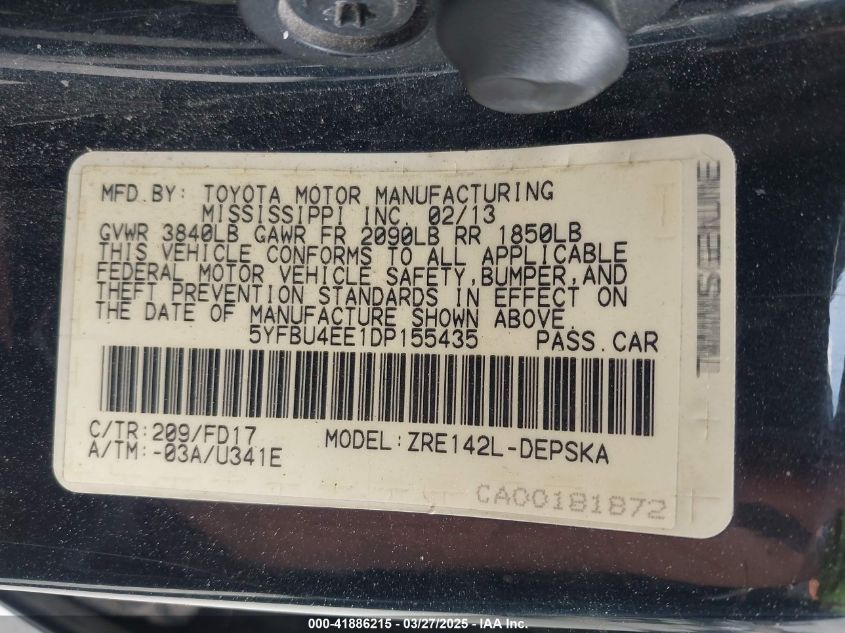 MFD.BY: TOYOTA MOTOR MANUFACTURING
MISSISSIPPI INC. 02/13
GVWR 3840LB GAWR FR 2090LB RR 1850LB
THIS VEHICLE CONFORMS TO ALL APPLICABLE
FEDERAL MOTOR VEHICLE SAFETY,BUMPER,AND
THEFT PREVENTION STANDARDS IN EFFECT ON
THE DATE OF MANUFACTURE SHOWN ABOVE.
5YFBU4EE1DP155435 PASS.CAR
C/TR:209/FD17 MODEL:ZRE142L-DEPSKA
A/TM:-03A/U341E
CA00181872
000-41886215 - 03/27/2025 - IAA Inc.